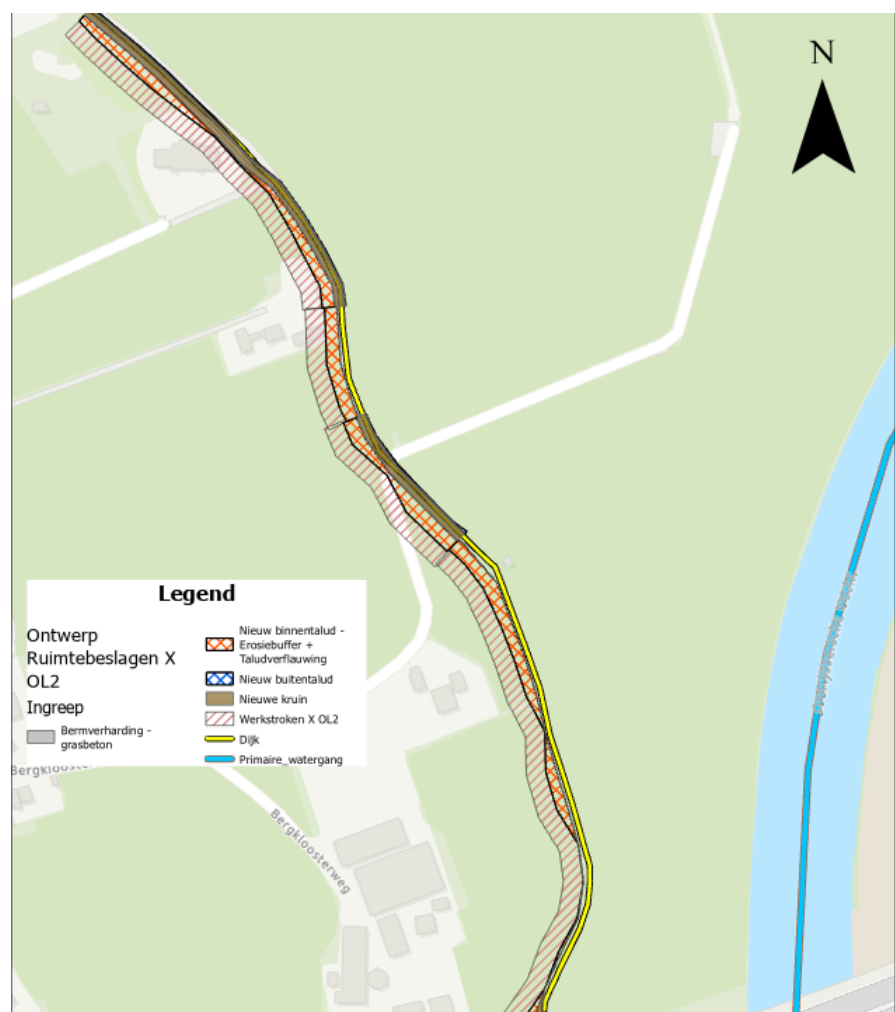 N
Legend
Ontwerp
Ruimtebeslagen X
OL2
Ingreep
Bermverharding -
grasbeton
Nieuw binnentalud -
Erosiebuffer +
Taludverflauwing
Nieuw buitentalud
Nieuwe kruin
Werkstroken X OL2
Dijk
Primaire_watergang
Bergklooste
Bergkloosterweg